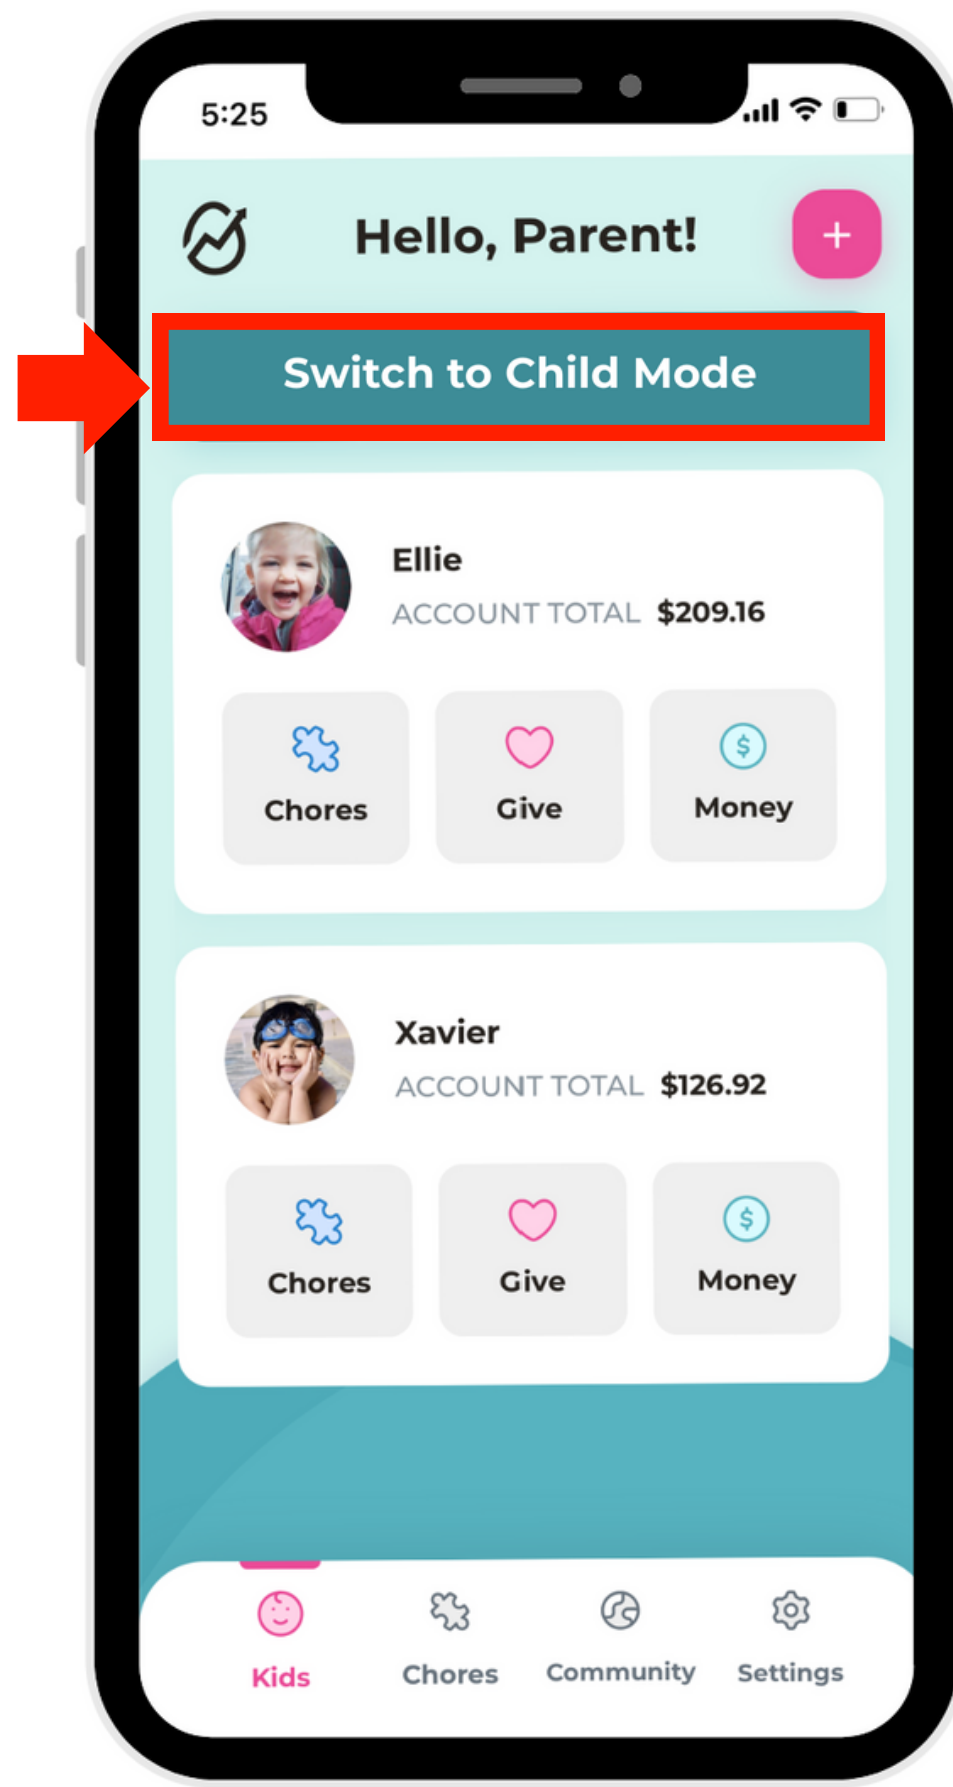 5:25
Hello, Parent!
+
Switch to Child Mode
Ellie
ACCOUNT TOTAL $209.16
$
Chores Give Money
Xavier
ACCOUNT TOTAL $126.92
$
Chores Give Money
Kids Chores Community Settings